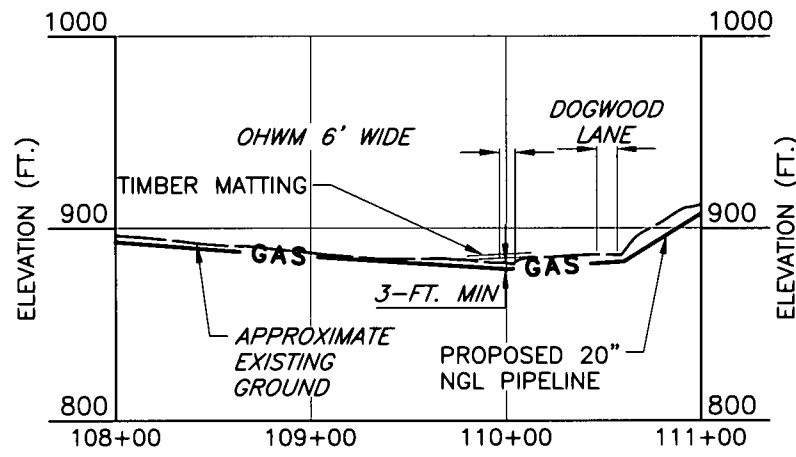 1000
1000
DOGWOOD
LANE
OHWM 6' WIDE
TIMBER MATTING
ELEVATION (FT.)
ELEVATION (FT.)
900
900
GAS
GAS
3-FT. MIN
APPROXIMATE
EXISTING
GROUND
PROPOSED 20"
NGL PIPELINE
800
800
108+00
109+00
110+00
111+00